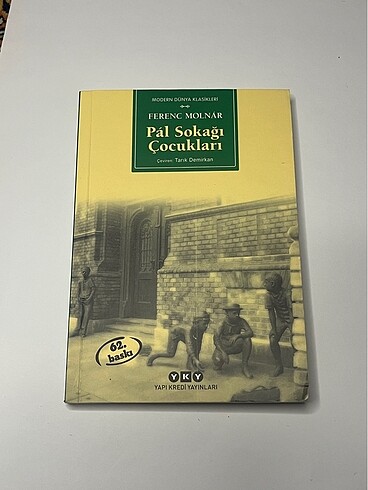 MODERN DÜNYA KLASİKLERİ
FERENC MOLNÁR
Pál Sokağı
Çocukları
Çeviren: Tarık Demirkan
62.
baskı
YKY
YAPI KREDİ YAYINLARI